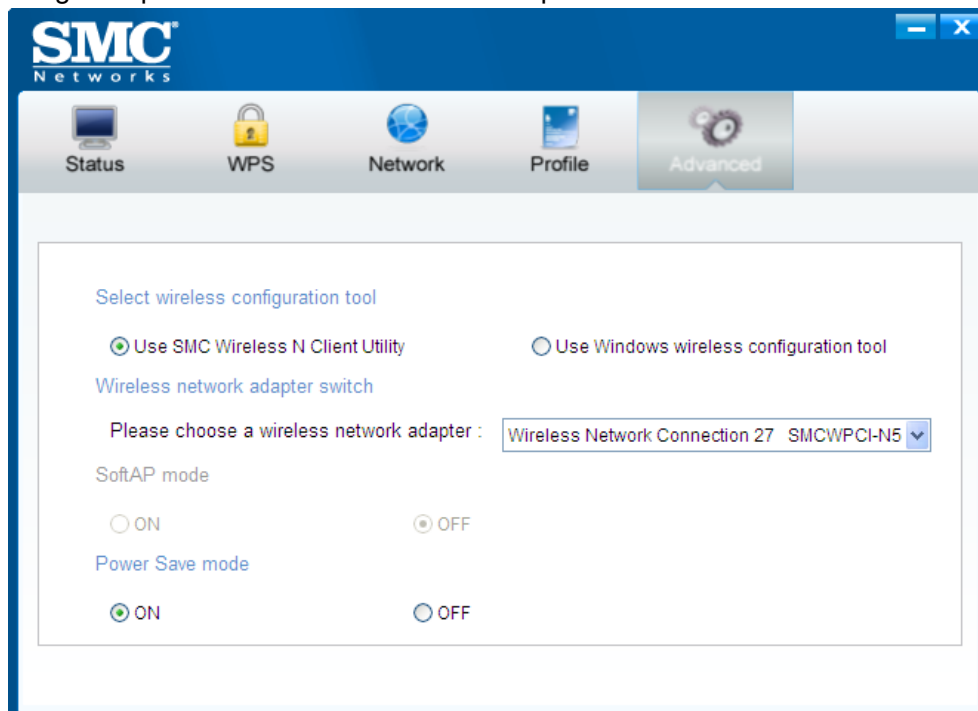 SMC®
Networks
Status WPS Network Profile Advanced
Select wireless configuration tool
Use SMC Wireless N Client Utility Use Windows wireless configuration tool
Wireless network adapter switch
Please choose a wireless network adapter : Wireless Network Connection 27 SMCWPCI-N5
SoftAP mode
ON OFF
Power Save mode
ON OFF